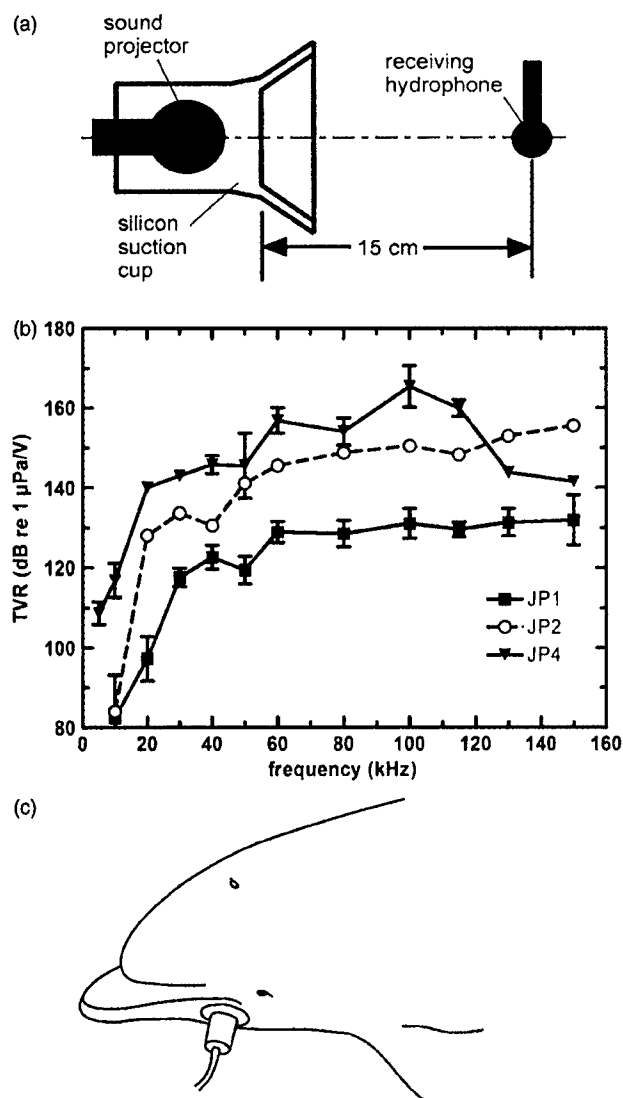 (a)
sound
projector
receiving
hydrophone
silicon
suction
cup
15 cm
(b)
180
160
140
120
100
80
TVR (dB re 1 μPa/V)
JP1
JP2
JP4
0 20 40 60 80 100 120 140 160
frequency (kHz)
(c)